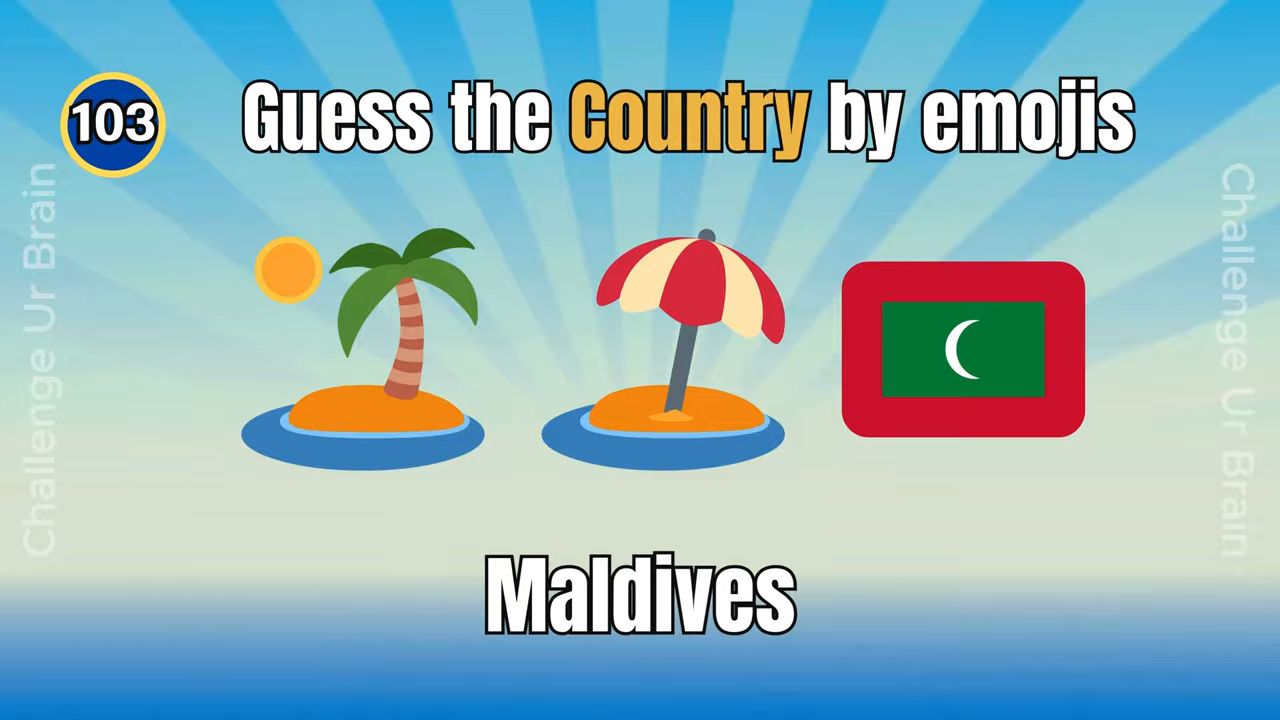 103
Guess the Country by emojis
Challenge Ur Brain
Challenge Ur Brain
Maldives